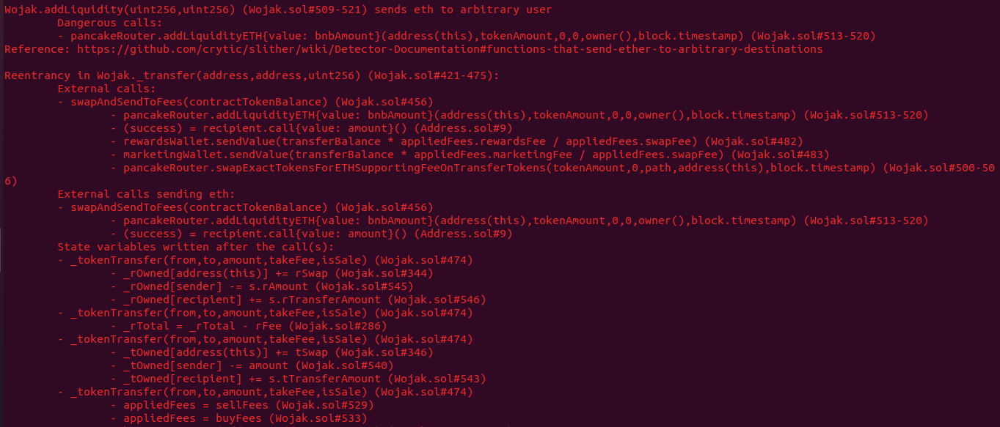 Wojak.addLiquidity(uint256,uint256) (Wojak.sol#509-521) sends eth to arbitrary user
Dangerous calls:
- pancakeRouter.addLiquidityETH{value: bnbAmount}(address(this),tokenAmount,0,0,owner(),block.timestamp) (Wojak.sol#513-520)
Reference: https://github.com/crytic/slither/wiki/Detector-Documentation#functions-that-send-ether-to-arbitrary-destinations
Reentrancy in Wojak._transfer(address,address,uint256) (Wojak.sol#421-475):
External calls:
- swapAndSendToFees(contractTokenBalance) (Wojak.sol#456)
- pancakeRouter.addLiquidityETH{value: bnbAmount}(address(this),tokenAmount,0,0,owner(),block.timestamp) (Wojak.sol#513-520)
- (success) = recipient.call{value: amount}() (Address.sol#9)
- rewardsWallet.sendValue(transferBalance * appliedFees.rewardsFee / appliedFees.swapFee) (Wojak.sol#482)
- marketingWallet.sendValue(transferBalance * appliedFees.marketingFee / appliedFees.swapFee) (Wojak.sol#483)
- pancakeRouter.swapExactTokensForETHSupportingFeeOnTransferTokens(tokenAmount,0,path,address(this),block.timestamp) (Wojak.sol#500-50
6)
External calls sending eth:
- swapAndSendToFees(contractTokenBalance) (Wojak.sol#456)
- pancakeRouter.addLiquidityETH{value: bnbAmount}(address(this),tokenAmount,0,0,owner(),block.timestamp) (Wojak.sol#513-520)
- (success) = recipient.call{value: amount}() (Address.sol#9)
State variables written after the call(s):
- _tokenTransfer(from,to,amount,takeFee,isSale) (Wojak.sol#474)
- _rOwned[address(this)] += rSwap (Wojak.sol#344)
- _rOwned[sender] -= s.rAmount (Wojak.sol#545)
- _rOwned[recipient] += s.rTransferAmount (Wojak.sol#546)
- _tokenTransfer(from,to,amount,takeFee,isSale) (Wojak.sol#474)
- _rTotal = _rTotal - rFee (Wojak.sol#286)
- _tokenTransfer(from,to,amount,takeFee,isSale) (Wojak.sol#474)
- _tOwned[address(this)] += tSwap (Wojak.sol#346)
- _tOwned[sender] -= amount (Wojak.sol#540)
- _tOwned[recipient] += s.tTransferAmount (Wojak.sol#543)
- _tokenTransfer(from,to,amount,takeFee,isSale) (Wojak.sol#474)
- appliedFees = sellFees (Wojak.sol#529)
- appliedFees = buyFees (Wojak.sol#533)